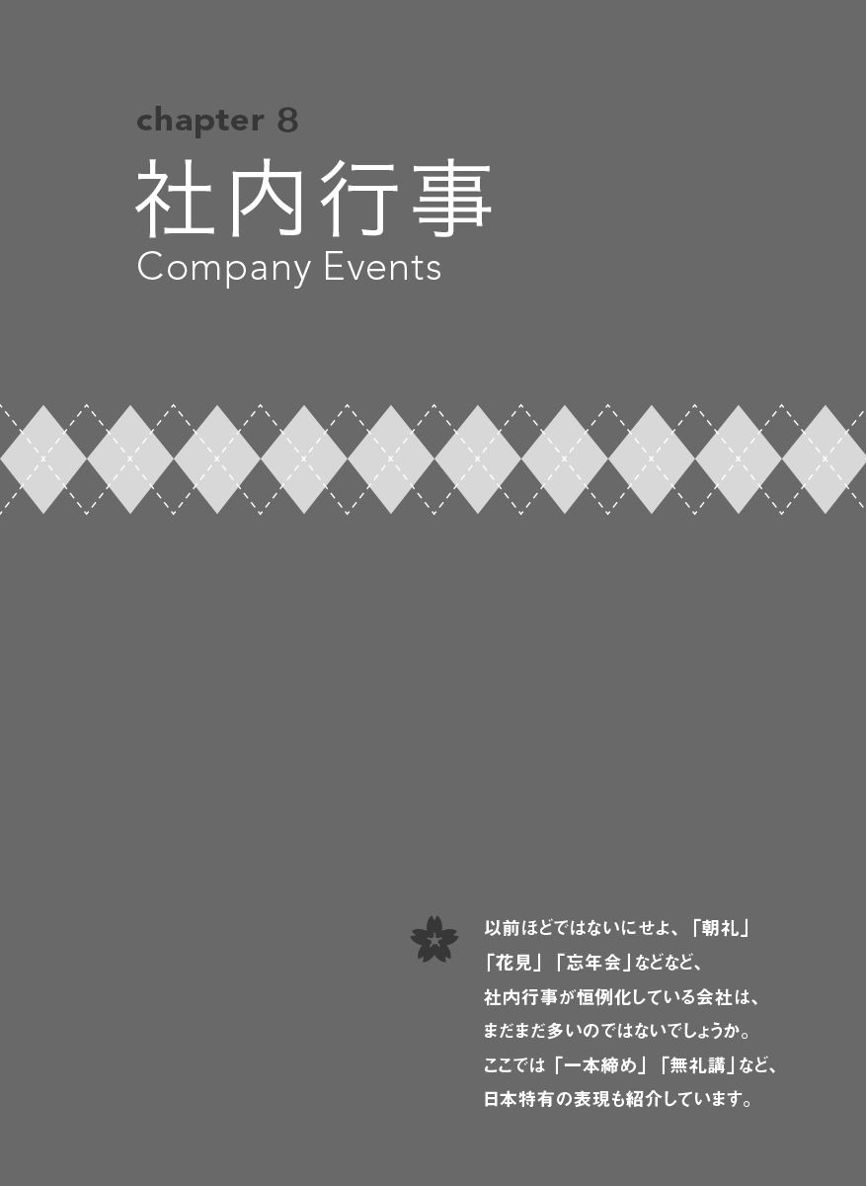 chapter 8
社内行事
Company Events
以前ほどではないにせよ、「朝礼」
「花見」「忘年会」などなど、
社内行事が恒例化している会社は、
まだまだ多いのではないでしょうか。
ここでは「一本締め」「無礼講」など、
日本特有の表現も紹介しています。